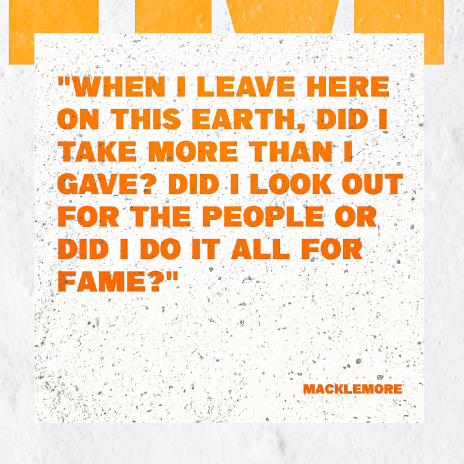 "WHEN I LEAVE HERE
ON THIS EARTH, DID I
TAKE MORE THAN I
GAVE? DID I LOOK OUT
FOR THE PEOPLE OR
DID I DO IT ALL FOR
FAME?"
MACKLEMORE